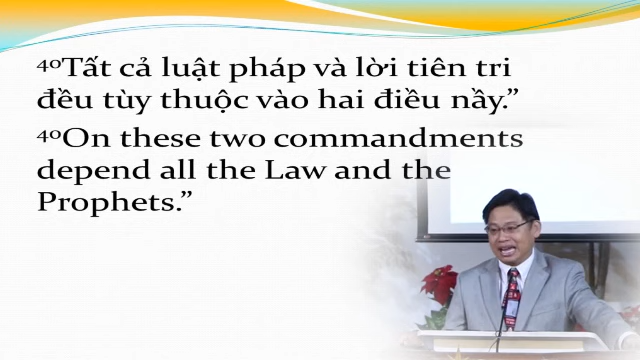 ⁴⁰Tất cả luật pháp và lời tiên tri
đều tùy thuộc vào hai điều nầy.”
⁴⁰On these two commandments
depend all the Law and the
Prophets.”